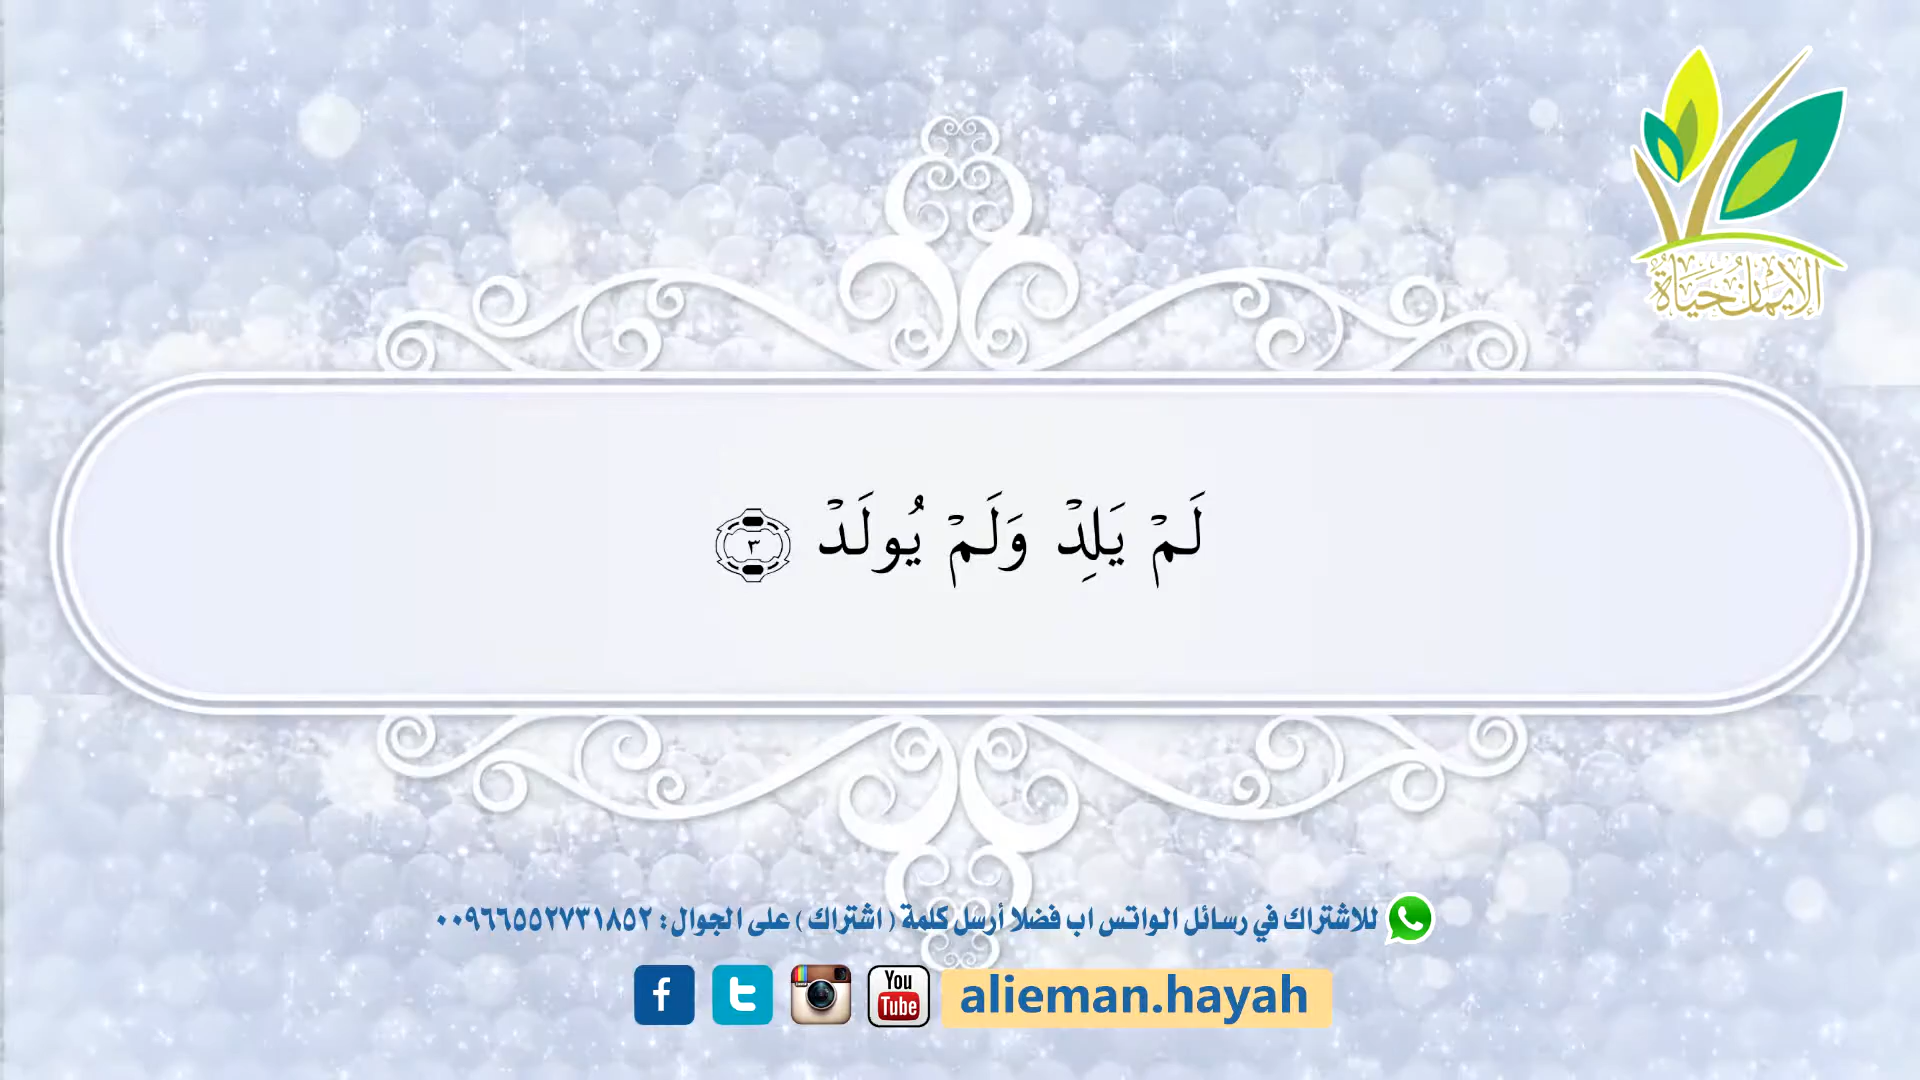 الإيمان حياة
لَمْ يَلِدْ وَلَمْ يُولَدْ ٣
للاشتراك في رسائل الواتس اب فضلا أرسل كلمة ( اشتراك ) على الجوال : ٠٠٩٦٦٥٥٢٧٣١٨٥٢
You Tube alieman.hayah